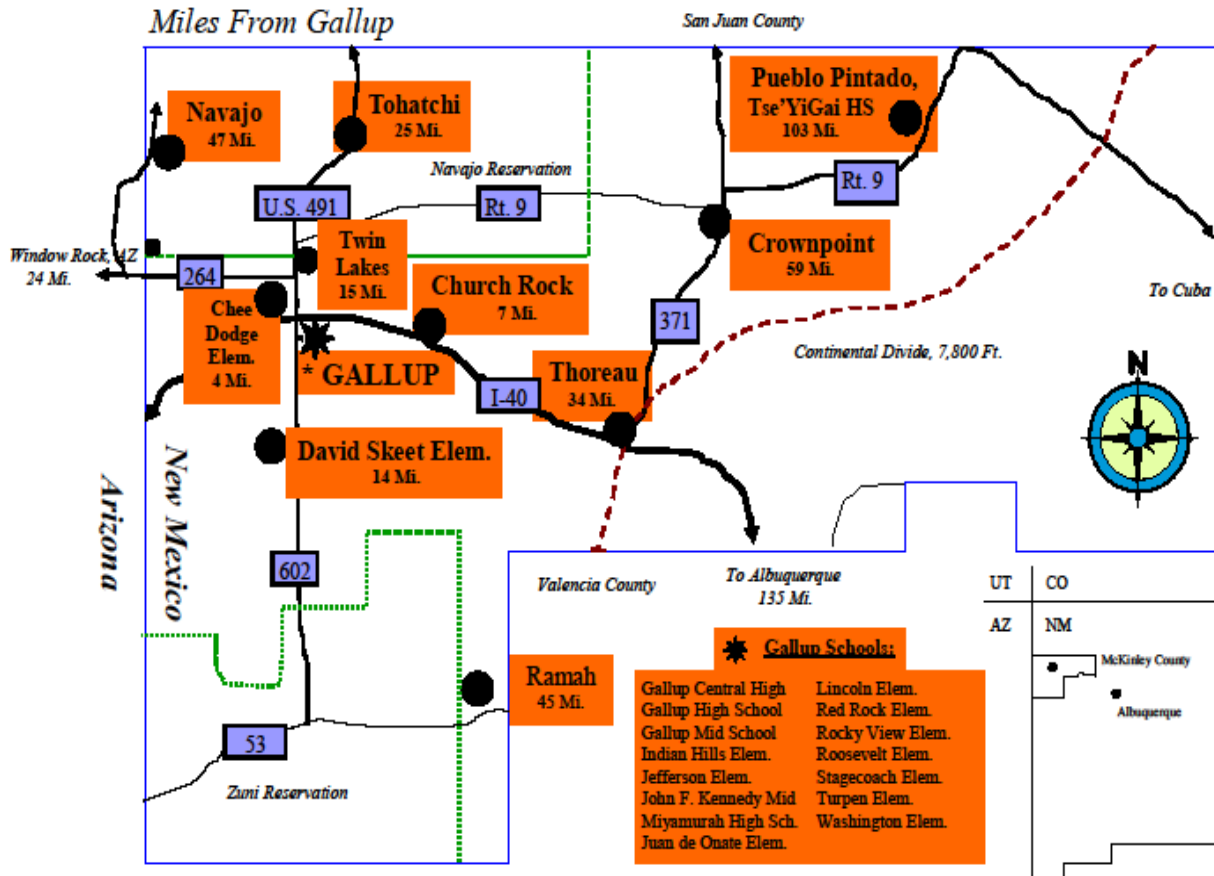 Miles From Gallup
San Juan County
Navajo
47 Mi.
Tohatchi
25 Mi.
Pueblo Pintado,
Tse'YiGai HS
103 Mi.
Navajo Reservation
U.S. 491
Rt. 9
Rt. 9
Window Rock, AZ
24 Mi.
264
Twin
Lakes
15 Mi.
Crownpoint
59 Mi.
To Cuba
Chee
Dodge
Elem.
4 Mi.
Church Rock
7 Mi.
371
Continental Divide, 7,800 Ft.
* GALLUP
I-40
Thoreau
34 Mi.
N
David Skeet Elem.
14 Mi.
Arizona
New Mexico
602
Valencia County
To Albuquerque
135 Mi.
UT CO
AZ NM
McKinley County
Albuquerque
Ramah
45 Mi.
53
Zuni Reservation
Gallup Schools:
Gallup Central High Lincoln Elem.
Gallup High School Red Rock Elem.
Gallup Mid School Rocky View Elem.
Indian Hills Elem. Roosevelt Elem.
Jefferson Elem. Stagecoach Elem.
John F. Kennedy Mid Turpen Elem.
Miyamurah High Sch. Washington Elem.
Juan de Onate Elem.